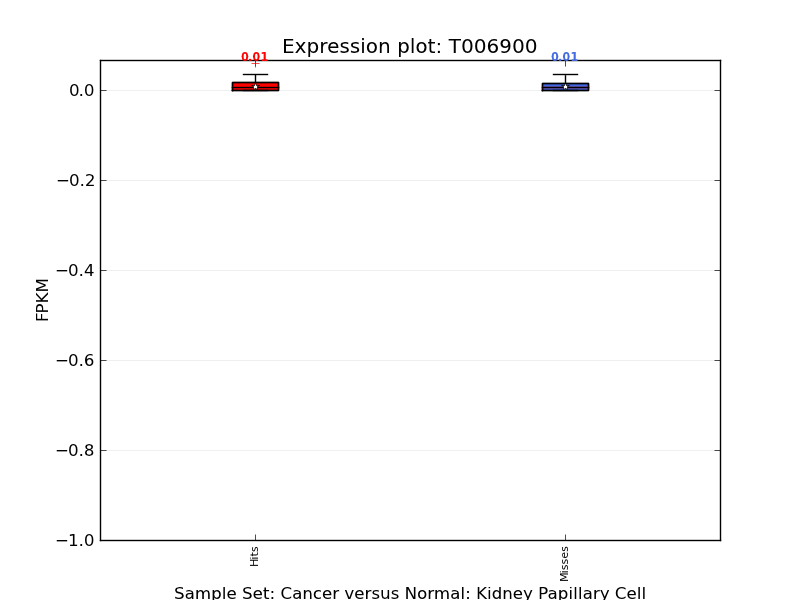 Expression plot: T006900
0.01
0.01
0.0
−0.2
−0.4
−0.6
−0.8
−1.0
FPKM
Hits
Misses
Sample Set: Cancer versus Normal: Kidney Papillary Cell